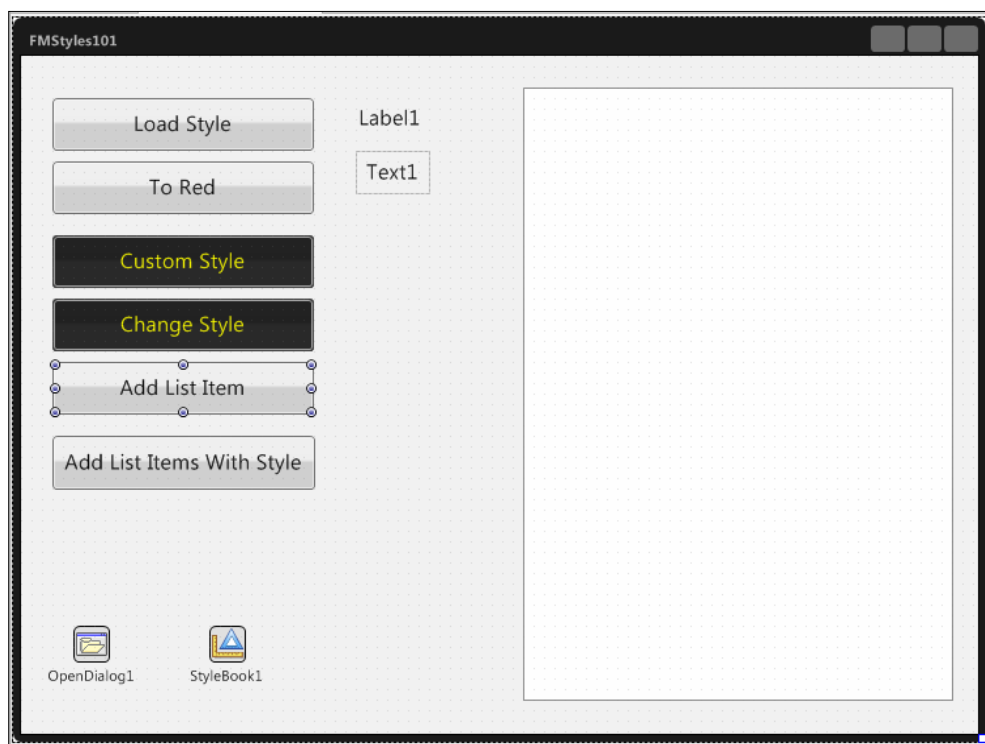 FMStyles101
Load Style
Label1
To Red
Text1
Custom Style
Change Style
Add List Item
Add List Items With Style
OpenDialog1
StyleBook1